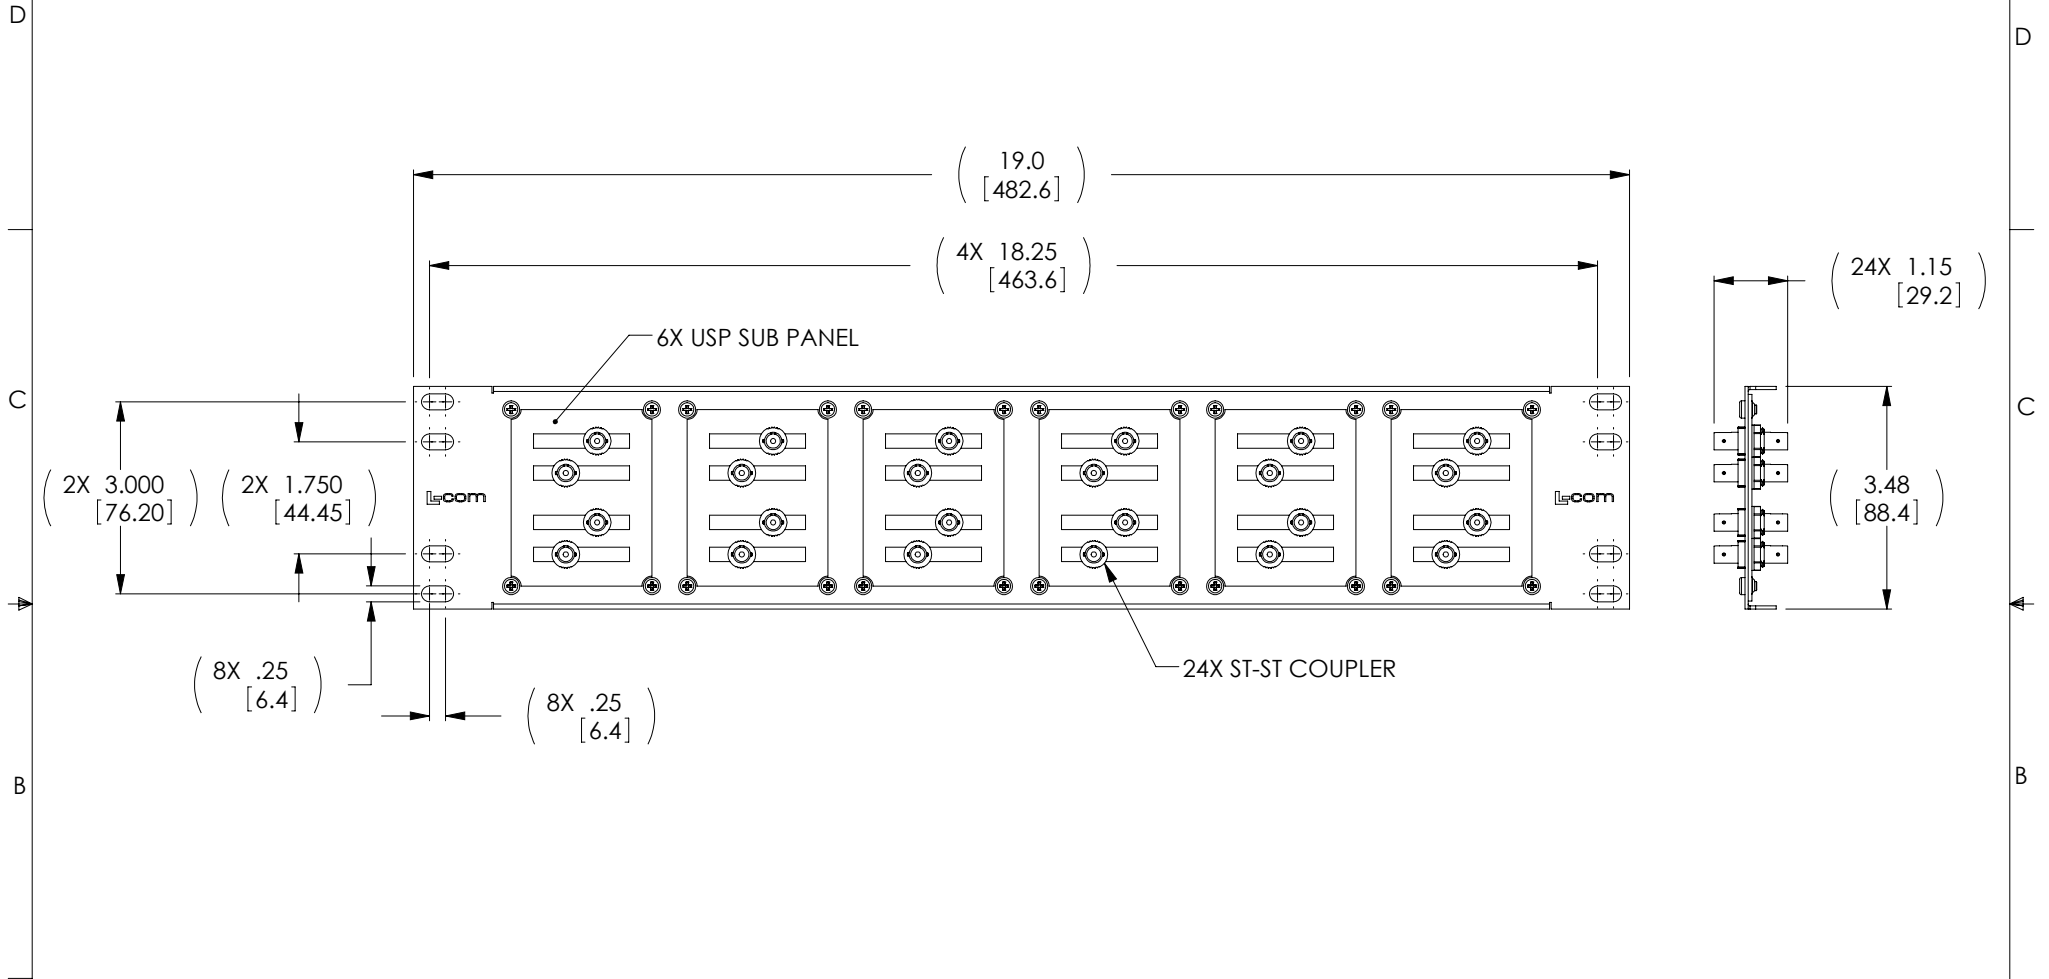 D
D
19.0
[482.6]
4X 18.25
[463.6]
24X 1.15
[29.2]
6X USP SUB PANEL
C
C
2X 3.000
[76.20]
2X 1.750
[44.45]
L-com
L-com
3.48
[88.4]
8X .25
[6.4]
8X .25
[6.4]
24X ST-ST COUPLER
B
B